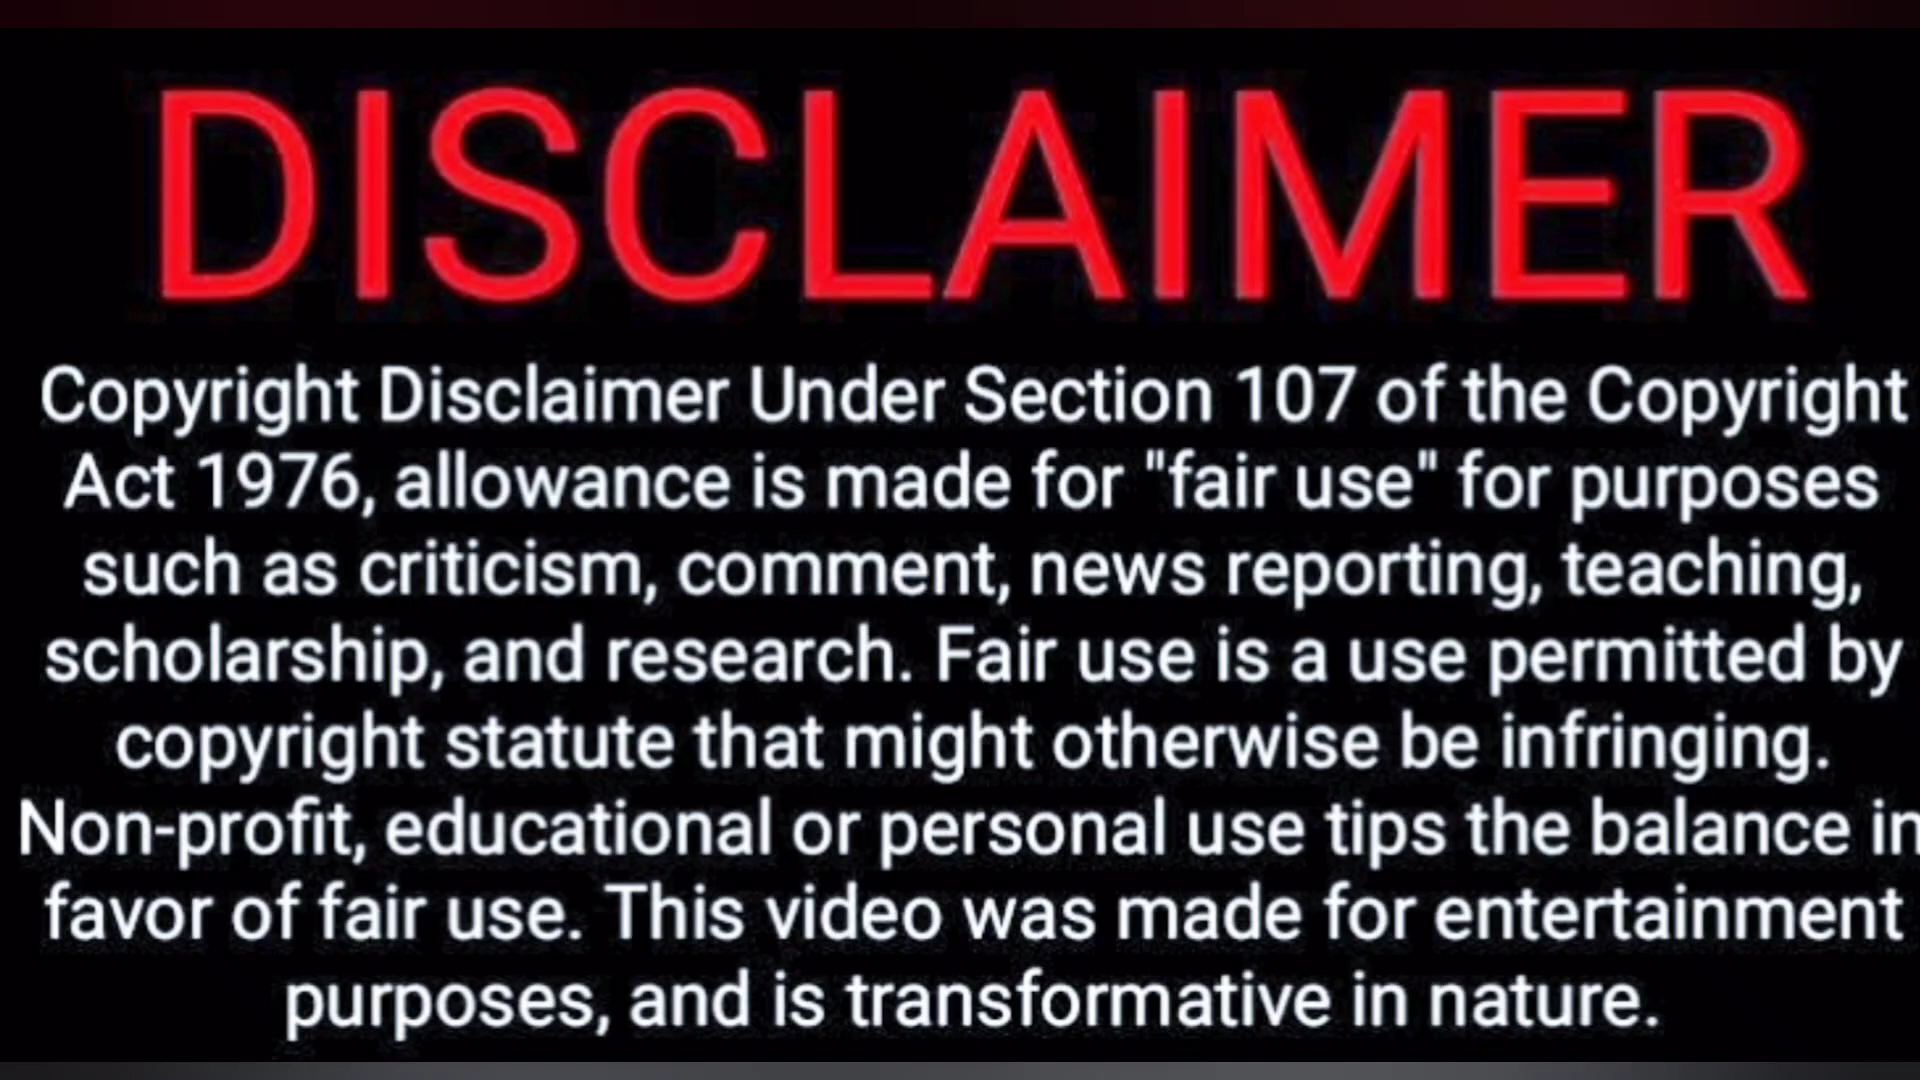 DISCLAIMER
Copyright Disclaimer Under Section 107 of the Copyright
Act 1976, allowance is made for "fair use" for purposes
such as criticism, comment, news reporting, teaching,
scholarship, and research. Fair use is a use permitted by
copyright statute that might otherwise be infringing.
Non-profit, educational or personal use tips the balance in
favor of fair use. This video was made for entertainment
purposes, and is transformative in nature.